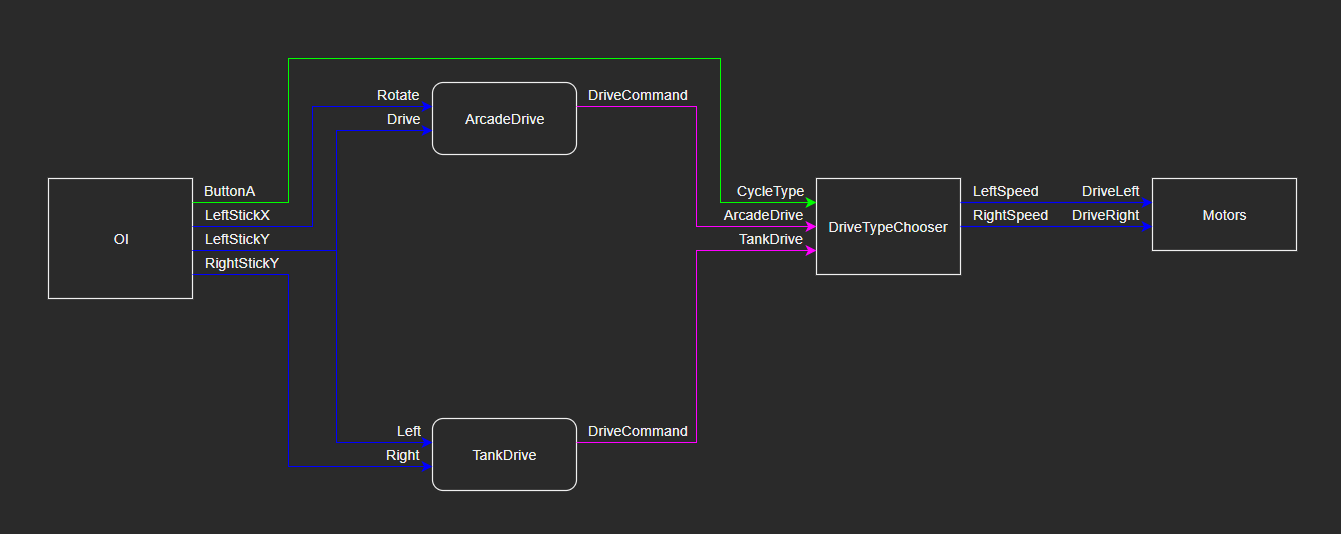 Rotate
DriveCommand
Drive
ArcadeDrive
ButtonA
LeftStickX
LeftStickY
RightStickY
OI
CycleType
ArcadeDrive
TankDrive
DriveTypeChooser
LeftSpeed
DriveLeft
RightSpeed
DriveRight
Motors
Left
DriveCommand
Right
TankDrive